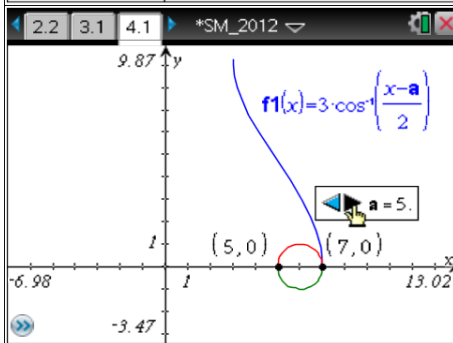 2.2 3.1 4.1 *SM_2012
9.87 y
f1(x)=3·cos⁻¹((x-a)/2)
a=5.
1 (5,0) (7,0)
x
-6.98 1 13.02
-3.47